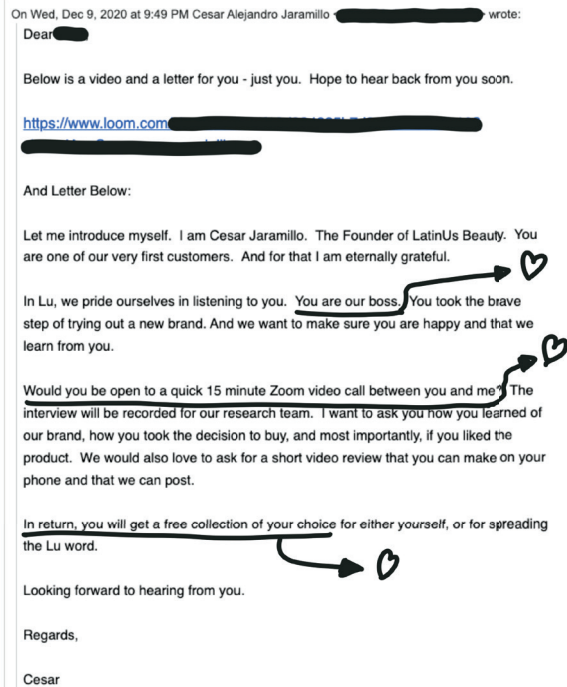 On Wed, Dec 9, 2020 at 9:49 PM Cesar Alejandro Jaramillo wrote:
Dear
Below is a video and a letter for you - just you. Hope to hear back from you soon.
https://www.loom.com
And Letter Below:
Let me introduce myself. I am Cesar Jaramillo. The Founder of LatinUs Beauty. You
are one of our very first customers. And for that I am eternally grateful.
In Lu, we pride ourselves in listening to you. You are our boss. You took the brave
step of trying out a new brand. And we want to make sure you are happy and that we
learn from you.
Would you be open to a quick 15 minute Zoom video call between you and me? The
interview will be recorded for our research team. I want to ask you how you learned of
our brand, how you took the decision to buy, and most importantly, if you liked the
product. We would also love to ask for a short video review that you can make on your
phone and that we can post.
In return, you will get a free collection of your choice for either yourself, or for spreading
the Lu word.
Looking forward to hearing from you.
Regards,
Cesar